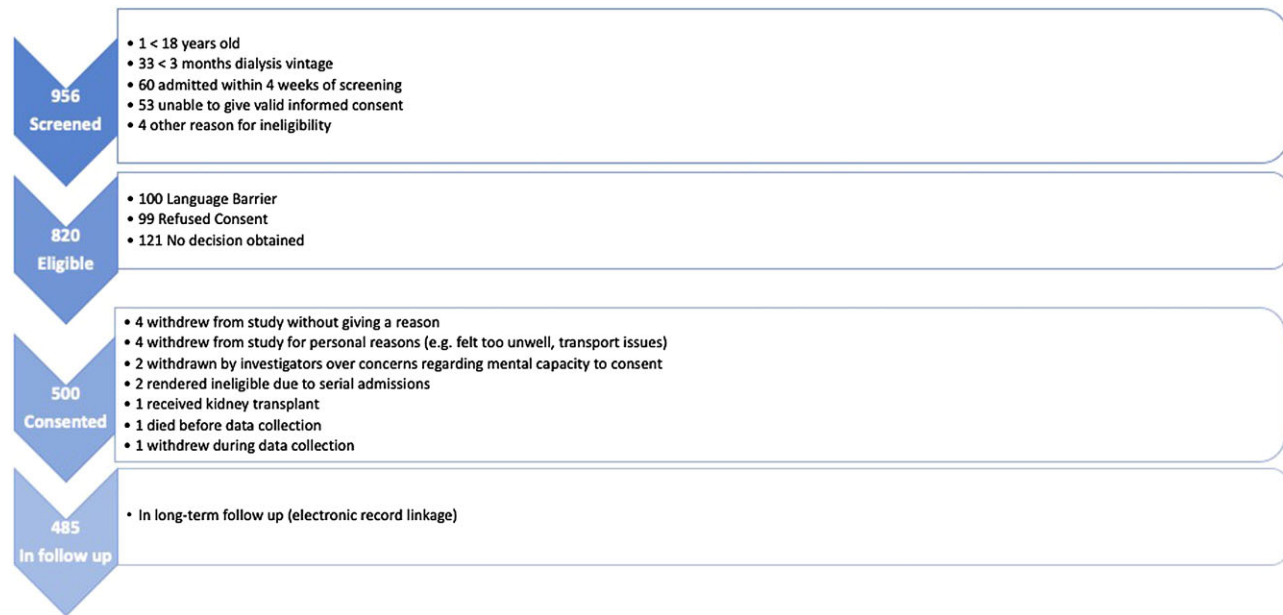 956
Screened
• 1 < 18 years old
• 33 < 3 months dialysis vintage
• 60 admitted within 4 weeks of screening
• 53 unable to give valid informed consent
• 4 other reason for ineligibility
820
Eligible
• 100 Language Barrier
• 99 Refused Consent
• 121 No decision obtained
500
Consented
• 4 withdrew from study without giving a reason
• 4 withdrew from study for personal reasons (e.g. felt too unwell, transport issues)
• 2 withdrawn by investigators over concerns regarding mental capacity to consent
• 2 rendered ineligible due to serial admissions
• 1 received kidney transplant
• 1 died before data collection
• 1 withdrew during data collection
485
In follow up
• In long-term follow up (electronic record linkage)